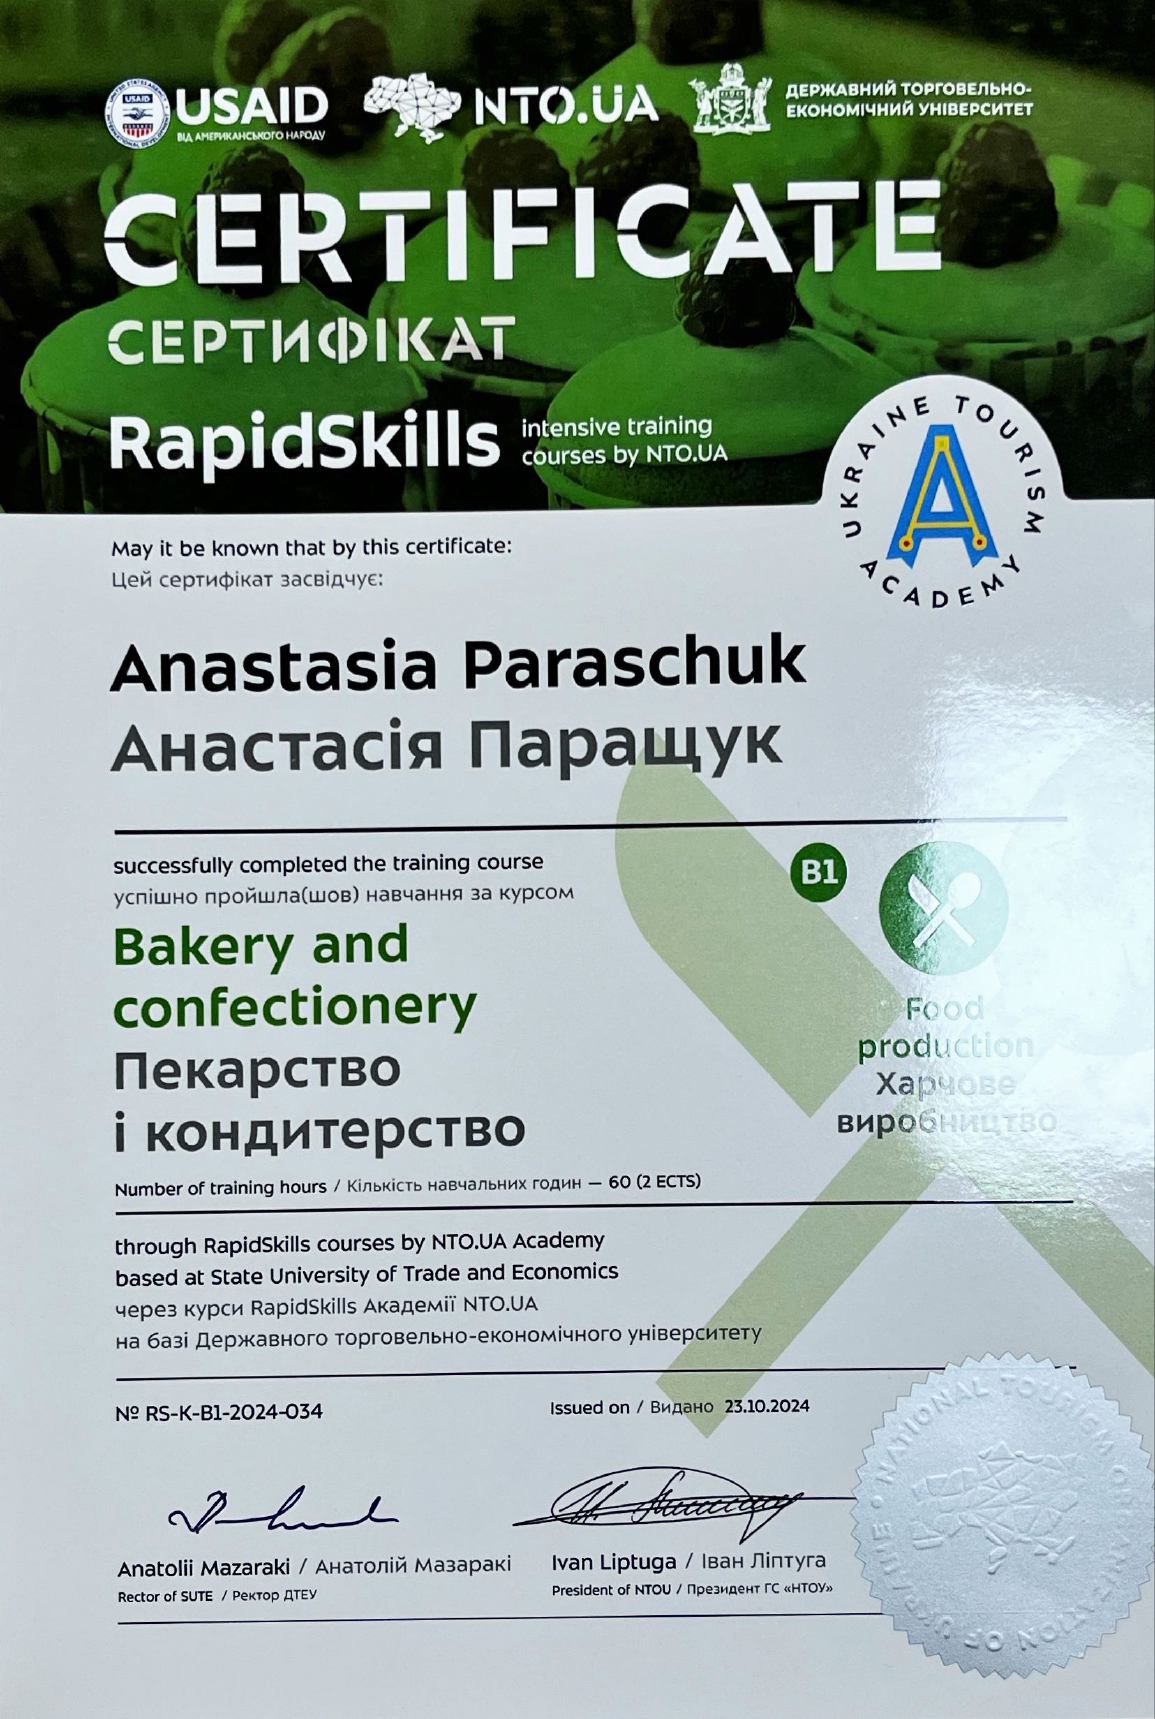 USAID
ВІД АМЕРИКАНСЬКОГО НАРОДУ
NTO.UA
ДЕРЖАВНИЙ ТОРГОВЕЛЬНО-
ЕКОНОМІЧНИЙ УНІВЕРСИТЕТ
CERTIFICATE
СЕРТИФІКАТ
RapidSkills
intensive training
courses by NTO.UA
UKRAINE TOURISM
ACADEMY
May it be known that by this certificate:
Цей сертифікат засвідчує:
Anastasia Paraschuk
Анастасія Паращук
successfully completed the training course
успішно пройшла(шов) навчання за курсом
B1
Bakery and
confectionery
Пекарство
і кондитерство
Food
production
Харчове
виробництво
Number of training hours / Кількість навчальних годин — 60 (2 ECTS)
through RapidSkills courses by NTO.UA Academy
based at State University of Trade and Economics
через курси RapidSkills Академії NTO.UA
на базі Державного торговельно-економічного університету
№ RS-K-B1-2024-034
Issued on / Видано 23.10.2024
Anatolii Mazaraki / Анатолій Мазаракі
Rector of SUTE / Ректор ДТЕУ
Ivan Liptuga / Іван Ліптуга
President of NTOU / Президент ГС «НТОУ»
NATIONAL TOURISM
OF UKRAINE